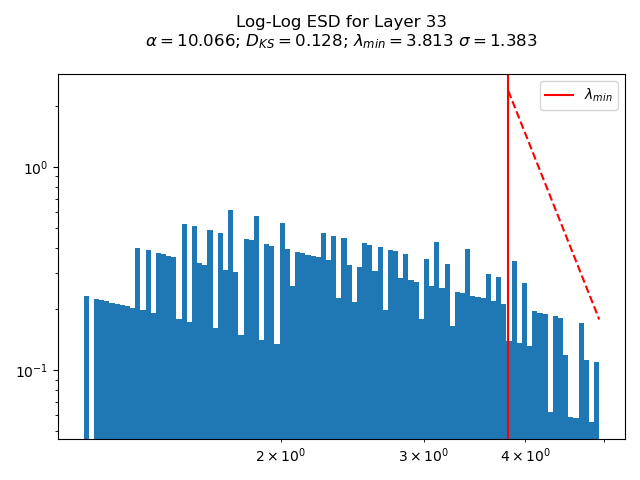 Log-Log ESD for Layer 33
α = 10.066; D_KS = 0.128; λ_min = 3.813 σ = 1.383
λ_min
10⁰
10⁻¹
2 × 10⁰
3 × 10⁰
4 × 10⁰